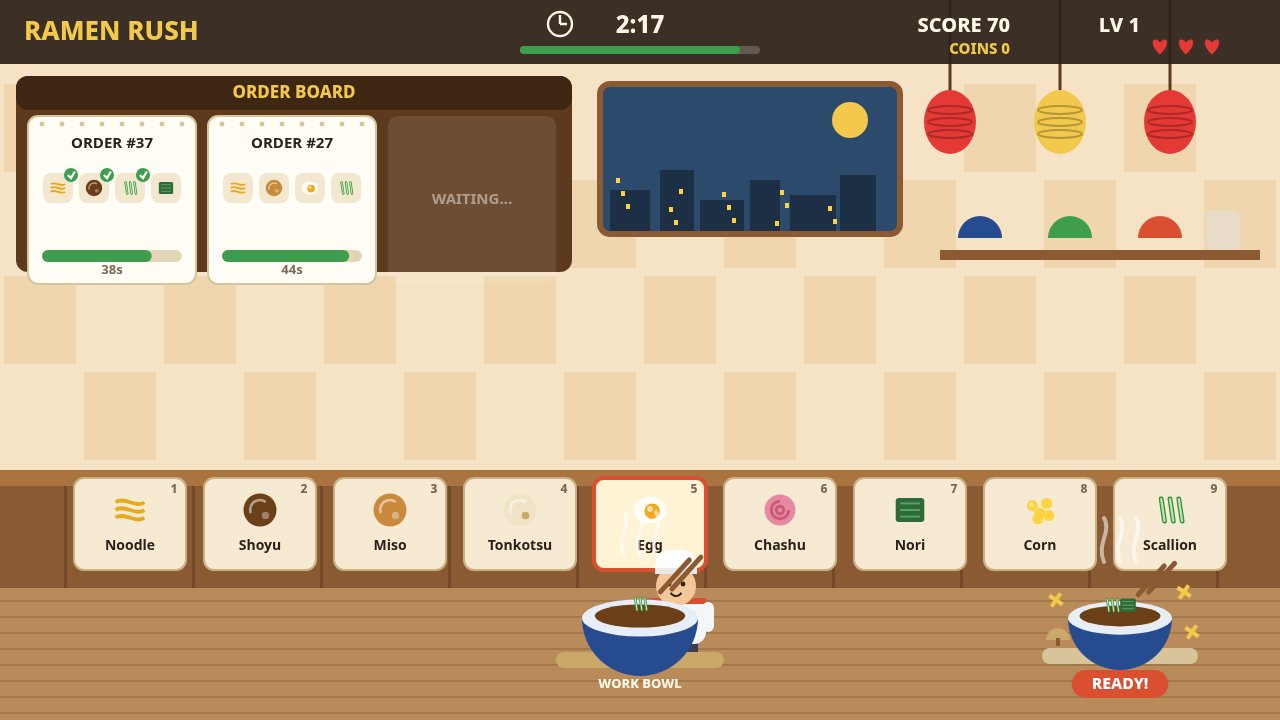 RAMEN RUSH
2:17
SCORE 70
COINS 0
LV 1
ORDER BOARD
ORDER #37
38s
ORDER #27
44s
WAITING...
1
Noodle
2
Shoyu
3
Miso
4
Tonkotsu
5
Egg
6
Chashu
7
Nori
8
Corn
9
Scallion
WORK BOWL
READY!